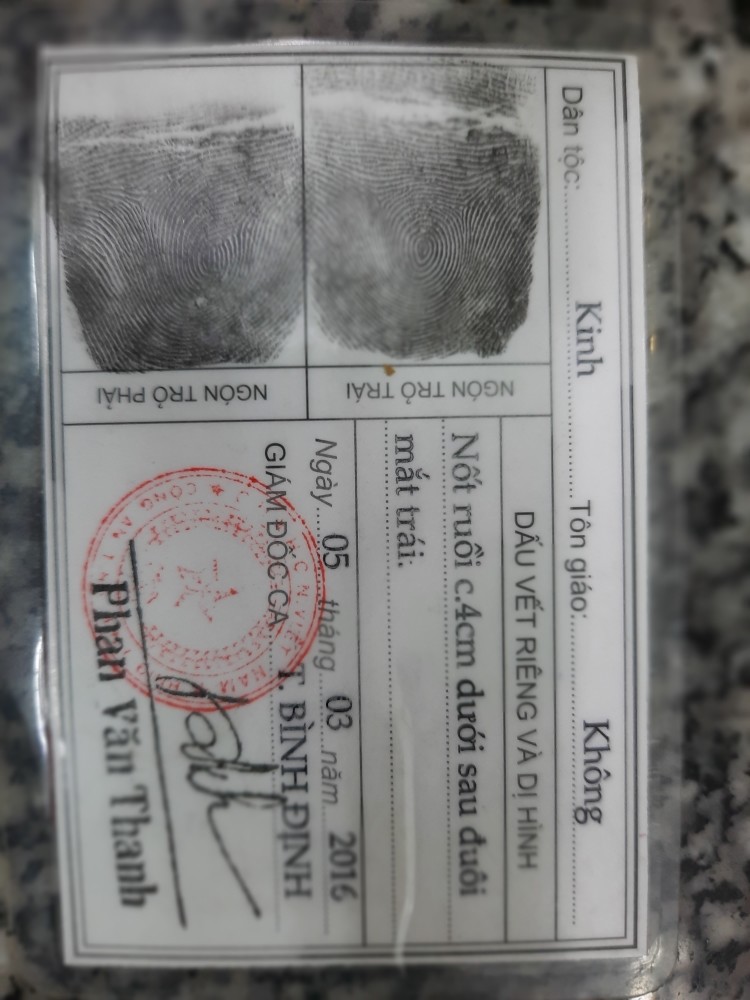 Dân tộc: Kinh Tôn giáo: Không
NGÓN TRỎ TRÁI
NGÓN TRỎ PHẢI
DẤU VẾT RIÊNG VÀ DỊ HÌNH
Nốt ruồi c.4cm dưới sau đuôi
mắt trái.
Ngày 05 tháng 03 năm 2016
GIÁM ĐỐC CA T. BÌNH ĐỊNH
Phan Văn Thanh